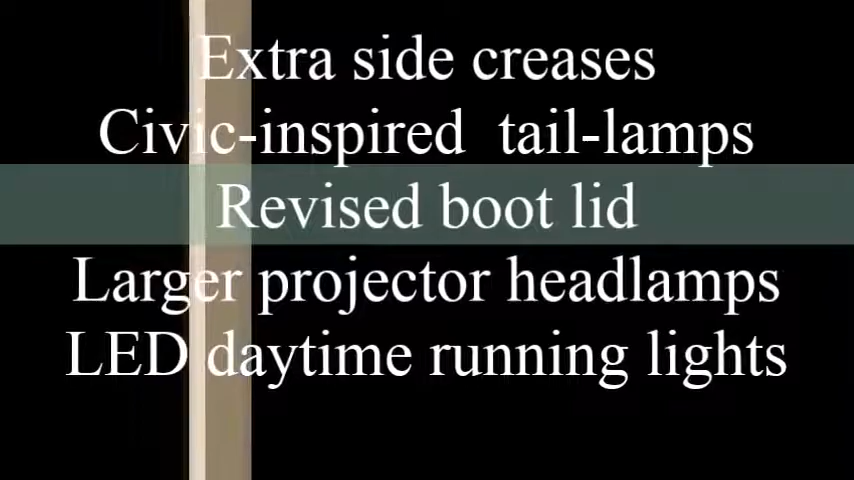 Extra side creases
Civic-inspired  tail-lamps
Revised boot lid
Larger projector headlamps
LED daytime running lights